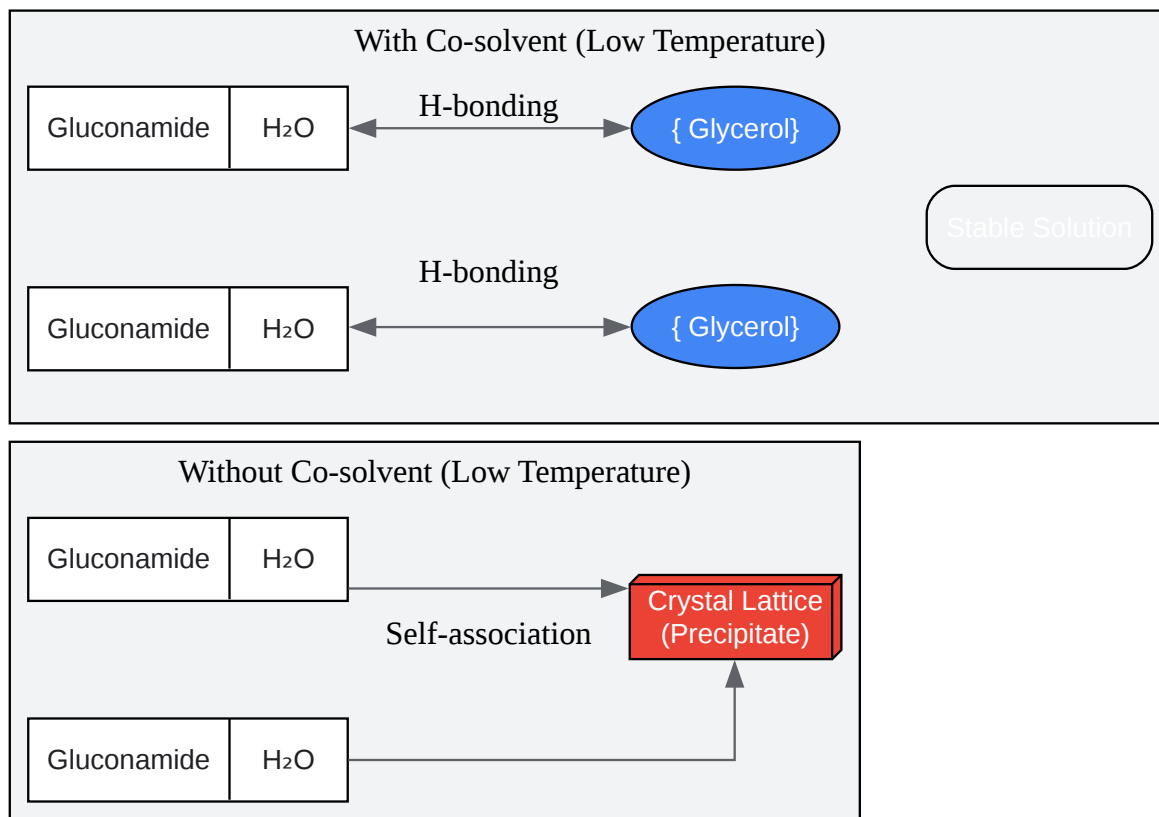 With Co-solvent (Low Temperature)
Gluconamide H₂O H-bonding { Glycerol}
Stable Solution
Gluconamide H₂O H-bonding { Glycerol}
Without Co-solvent (Low Temperature)
Gluconamide H₂O
Self-association
Crystal Lattice
(Precipitate)
Gluconamide H₂O